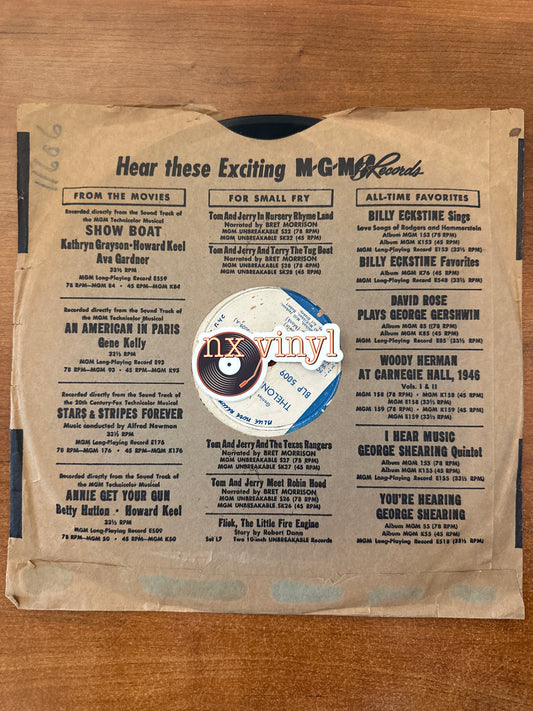 11606
Hear these Exciting M-G-M Records
FROM THE MOVIES
Recorded directly from the Sound Track of
the MGM Technicolor Musical
SHOW BOAT
Kathryn Grayson • Howard Keel
Ava Gardner
33⅓ RPM
MGM Long-Playing Record E559
78 RPM—MGM 84 • 45 RPM—MGM K84
Recorded directly from the Sound Track of
the MGM Technicolor Musical
AN AMERICAN IN PARIS
Gene Kelly
33⅓ RPM
MGM Long-Playing Record E93
78 RPM—MGM 93 • 45 RPM—MGM K93
Recorded directly from the Sound Track of the
20th Century-Fox Technicolor Musical
STARS & STRIPES FOREVER
Music conducted by Alfred Newman
33⅓ RPM
MGM Long-Playing Record E176
78 RPM—MGM 176 • 45 RPM—MGM K176
Recorded directly from the Sound Track of
the MGM Technicolor Musical
ANNIE GET YOUR GUN
Betty Hutton • Howard Keel
33⅓ RPM
MGM Long-Playing Record E509
78 RPM—MGM 50 • 45 RPM—MGM K50
FOR SMALL FRY
Tom And Jerry In Nursery Rhyme Land
Narrated by BRET MORRISON
MGM UNBREAKABLE S32 (78 RPM)
MGM UNBREAKABLE SK32 (45 RPM)
Tom And Jerry And Terry The Tug Boat
Narrated by BRET MORRISON
MGM UNBREAKABLE S28 (78 RPM)
MGM UNBREAKABLE SK28 (45 RPM)
nx vinyl
BLP 5009
THELON
Tom And Jerry And The Texas Rangers
Narrated by BRET MORRISON
MGM UNBREAKABLE S27 (78 RPM)
MGM UNBREAKABLE SK27 (45 RPM)
Tom And Jerry Meet Robin Hood
Narrated by BRET MORRISON
MGM UNBREAKABLE S26 (78 RPM)
MGM UNBREAKABLE SK26 (45 RPM)
Flick, The Little Fire Engine
Story by Robert Dann
Set L7 Two 10-inch UNBREAKABLE Records
ALL-TIME FAVORITES
BILLY ECKSTINE Sings
Love Songs of Rodgers and Hammerstein
Album MGM 153 (78 RPM)
Album MGM K153 (45 RPM)
MGM Long-Playing Record E153 (33⅓ RPM)
BILLY ECKSTINE Favorites
Album MGM K76 (45 RPM)
MGM Long-Playing Record E548 (33⅓ RPM)
DAVID ROSE
PLAYS GEORGE GERSHWIN
Album MGM 85 (78 RPM)
Album MGM K85 (45 RPM)
MGM Long-Playing Record E85 (33⅓ RPM)
WOODY HERMAN
AT CARNEGIE HALL, 1946
Vols. I & II
MGM 158 (78 RPM) • MGM K158 (45 RPM)
MGM E158 (33⅓ RPM)
MGM 159 (78 RPM) • MGM K159 (45 RPM)
MGM E159 (33⅓ RPM)
I HEAR MUSIC
GEORGE SHEARING Quintet
Album MGM 155 (78 RPM)
Album MGM K155 (45 RPM)
MGM Long-Playing Record E155 (33⅓ RPM)
YOU'RE HEARING
GEORGE SHEARING
Album MGM 55 (78 RPM)
Album MGM K55 (45 RPM)
MGM Long-Playing Record E518 (33⅓ RPM)